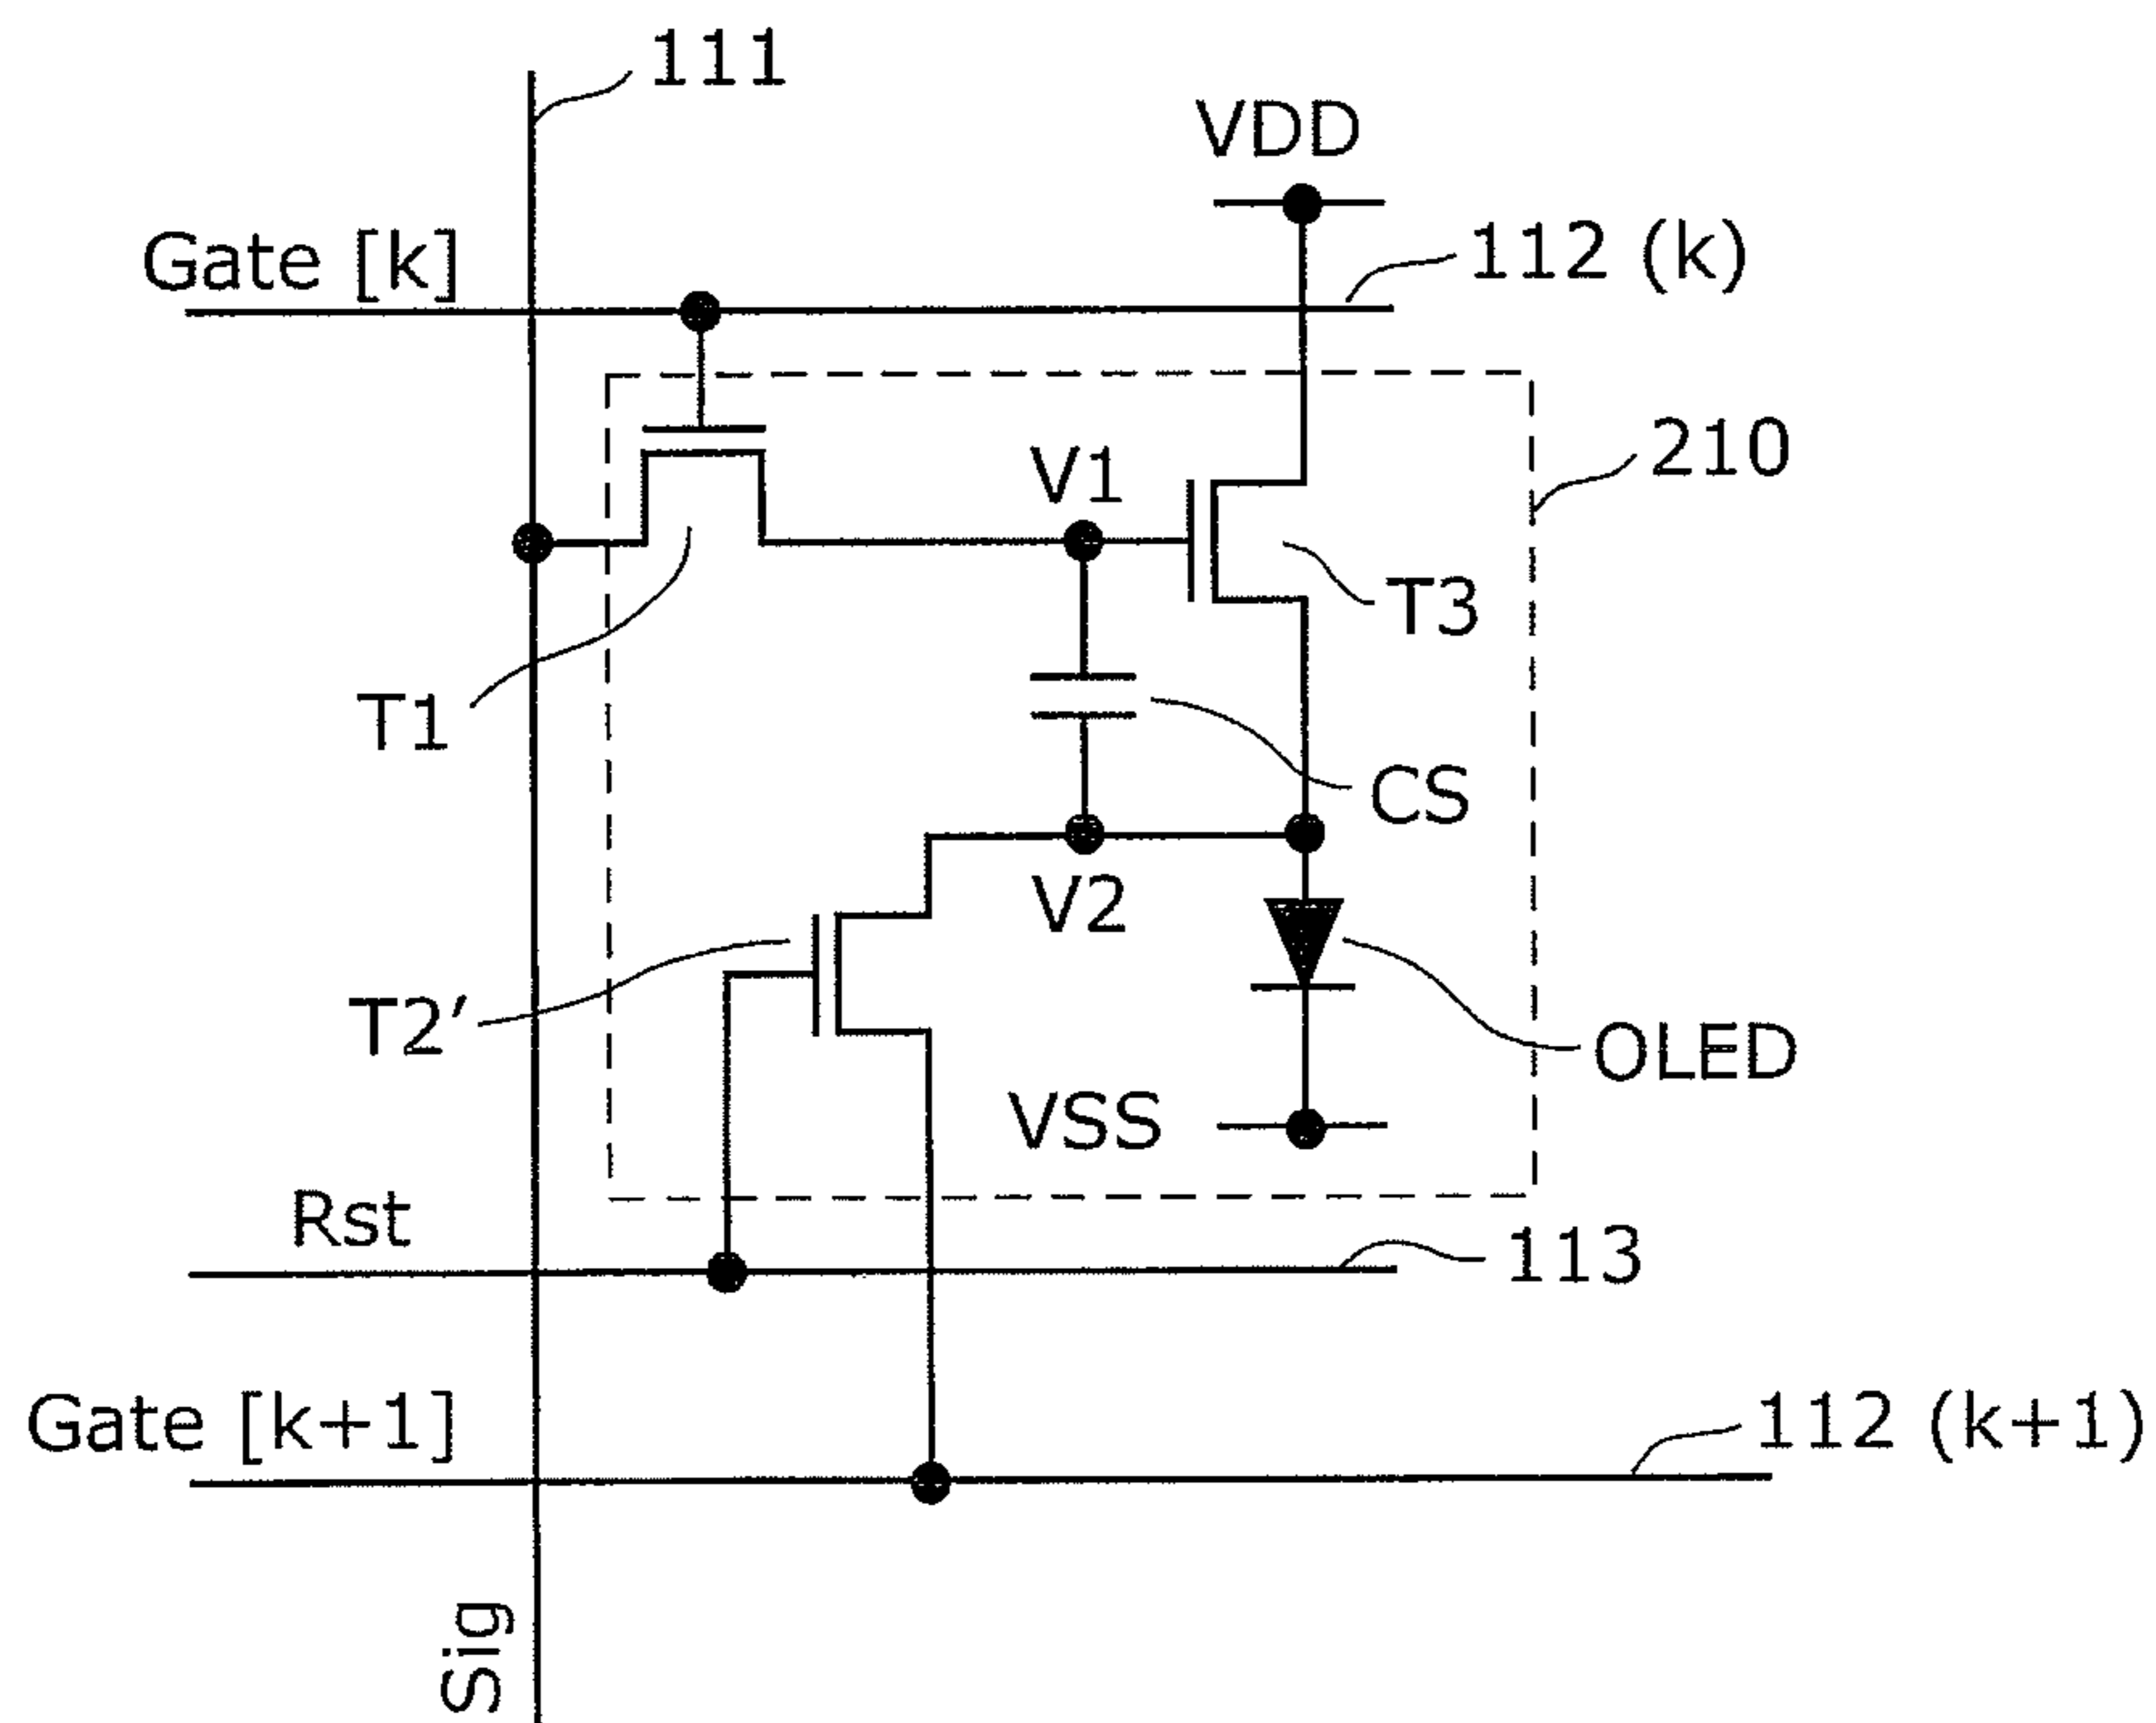 111
VDD
Gate [k]
112 (k)
210
V1
T3
T1
CS
V2
T2′
OLED
VSS
Rst
113
Gate [k+1]
112 (k+1)
Sig